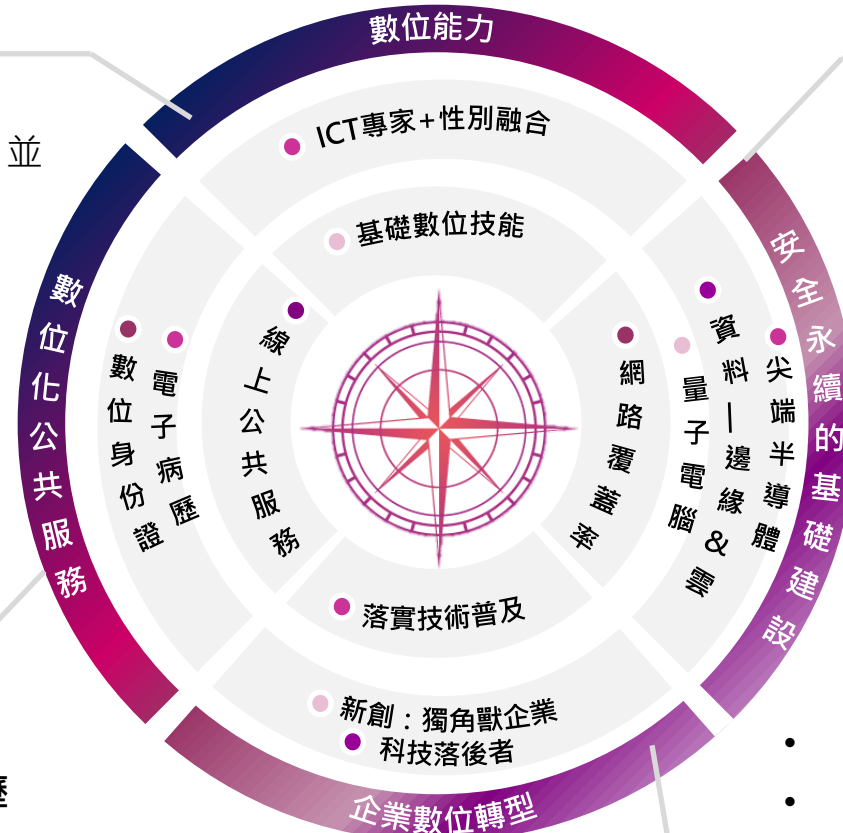 數位能力
ICT專家+性別融合
基礎數位技能
並
數位化公共服務
數位身份證
電子病歷
線上公共服務
網路覆蓋率
量子電腦
資料—邊緣&雲
尖端半導體
安全永續的基礎建設
落實技術普及
新創：獨角獸企業
科技落後者
企業數位轉型